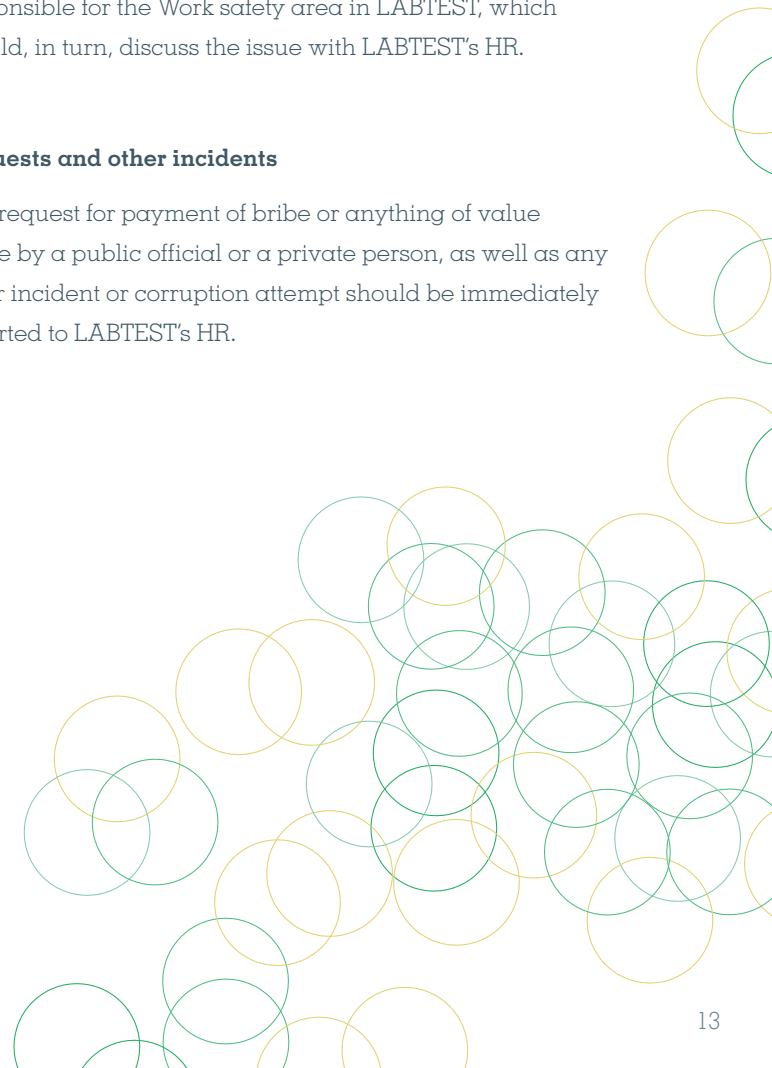 onsible for the Work safety area in LABTEST, which
ld, in turn, discuss the issue with LABTEST's HR.
uests and other incidents
request for payment of bribe or anything of value
e by a public official or a private person, as well as any
r incident or corruption attempt should be immediately
rted to LABTEST's HR.
13